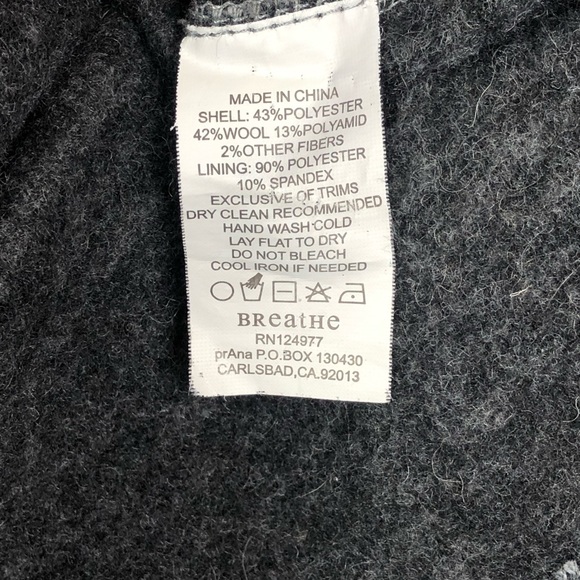 MADE IN CHINA
SHELL: 43%POLYESTER
42%WOOL 13%POLYAMID
2%OTHER FIBERS
LINING: 90% POLYESTER
10% SPANDEX
EXCLUSIVE OF TRIMS
DRY CLEAN RECOMMENDED
HAND WASH COLD
LAY FLAT TO DRY
DO NOT BLEACH
COOL IRON IF NEEDED
BReatHe
RN124977
prAna P.O.BOX 130430
CARLSBAD,CA.92013